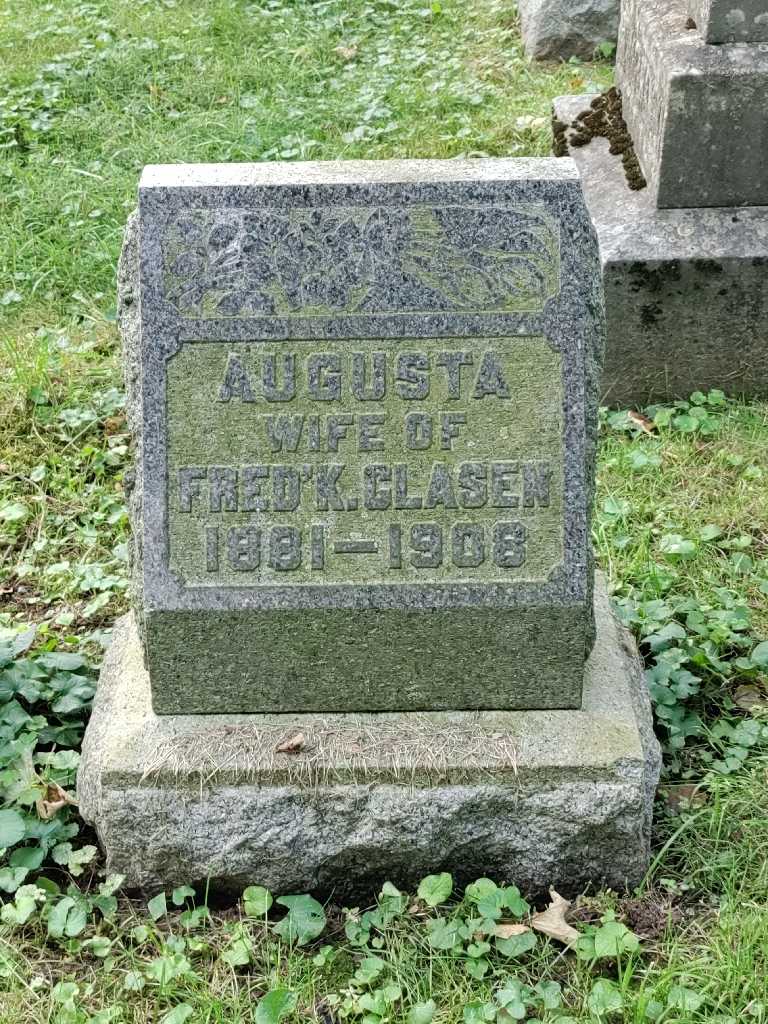 AUGUSTA
WIFE OF
FRED'K. CLASEN
1881–1908